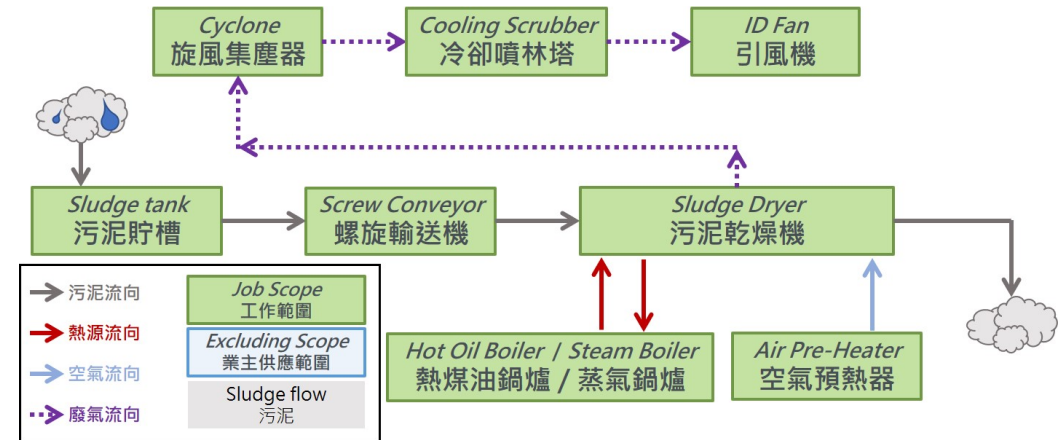 Cyclone
旋風集塵器
Cooling Scrubber
冷卻噴林塔
ID Fan
引風機
Sludge tank
污泥貯槽
Screw Conveyor
螺旋輸送機
Sludge Dryer
污泥乾燥機
Hot Oil Boiler / Steam Boiler
熱煤油鍋爐 / 蒸氣鍋爐
Air Pre-Heater
空氣預熱器
污泥流向
熱源流向
空氣流向
廢氣流向
Job Scope
工作範圍
Excluding Scope
業主供應範圍
Sludge flow
污泥